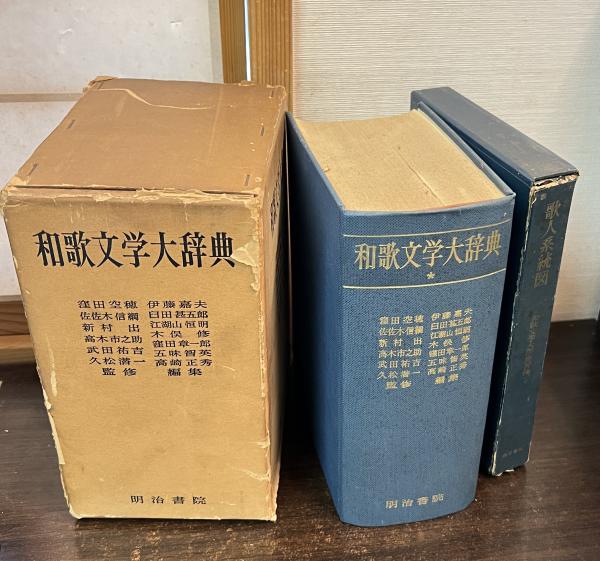 和歌文学大辞典
窪田空穂 伊藤嘉夫
佐佐木信綱 臼田甚五郎
新村出 江湖山恒明
高木市之助 木俣修
武田祐吉 窪田章一郎
久松潜一 五味智英
監修 高崎正秀
編集
明治書院
和歌文学大辞典
*
窪田空穂 伊藤嘉夫
佐佐木信綱 臼田甚五郎
新村出 江湖山恒明
高木市之助 木俣修
武田祐吉 窪田章一郎
久松潜一 五味智英
監修 高崎正秀
編集
明治書院
歌人系統図